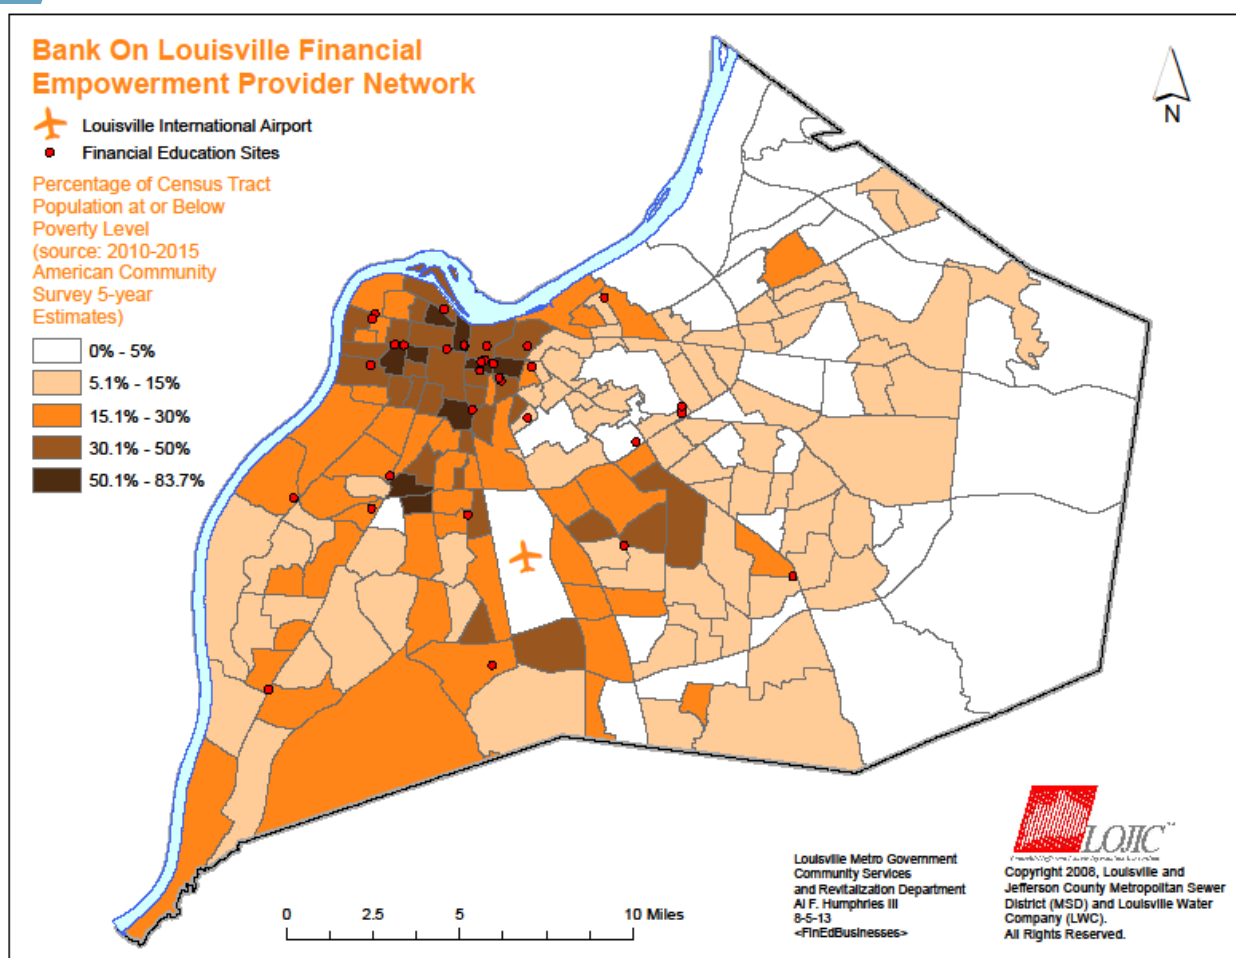 Bank On Louisville Financial
Empowerment Provider Network
Louisville International Airport
Financial Education Sites
Percentage of Census Tract
Population at or Below
Poverty Level
(source: 2010-2015
American Community
Survey 5-year
Estimates)
0% - 5%
5.1% - 15%
15.1% - 30%
30.1% - 50%
50.1% - 83.7%
N
0 2.5 5 10 Miles
Louisville Metro Government
Community Services
and Revitalization Department
Al F. Humphries III
8-5-13
<FinEdBusinesses>
LOJIC™
Copyright 2008, Louisville and
Jefferson County Metropolitan Sewer
District (MSD) and Louisville Water
Company (LWC).
All Rights Reserved.